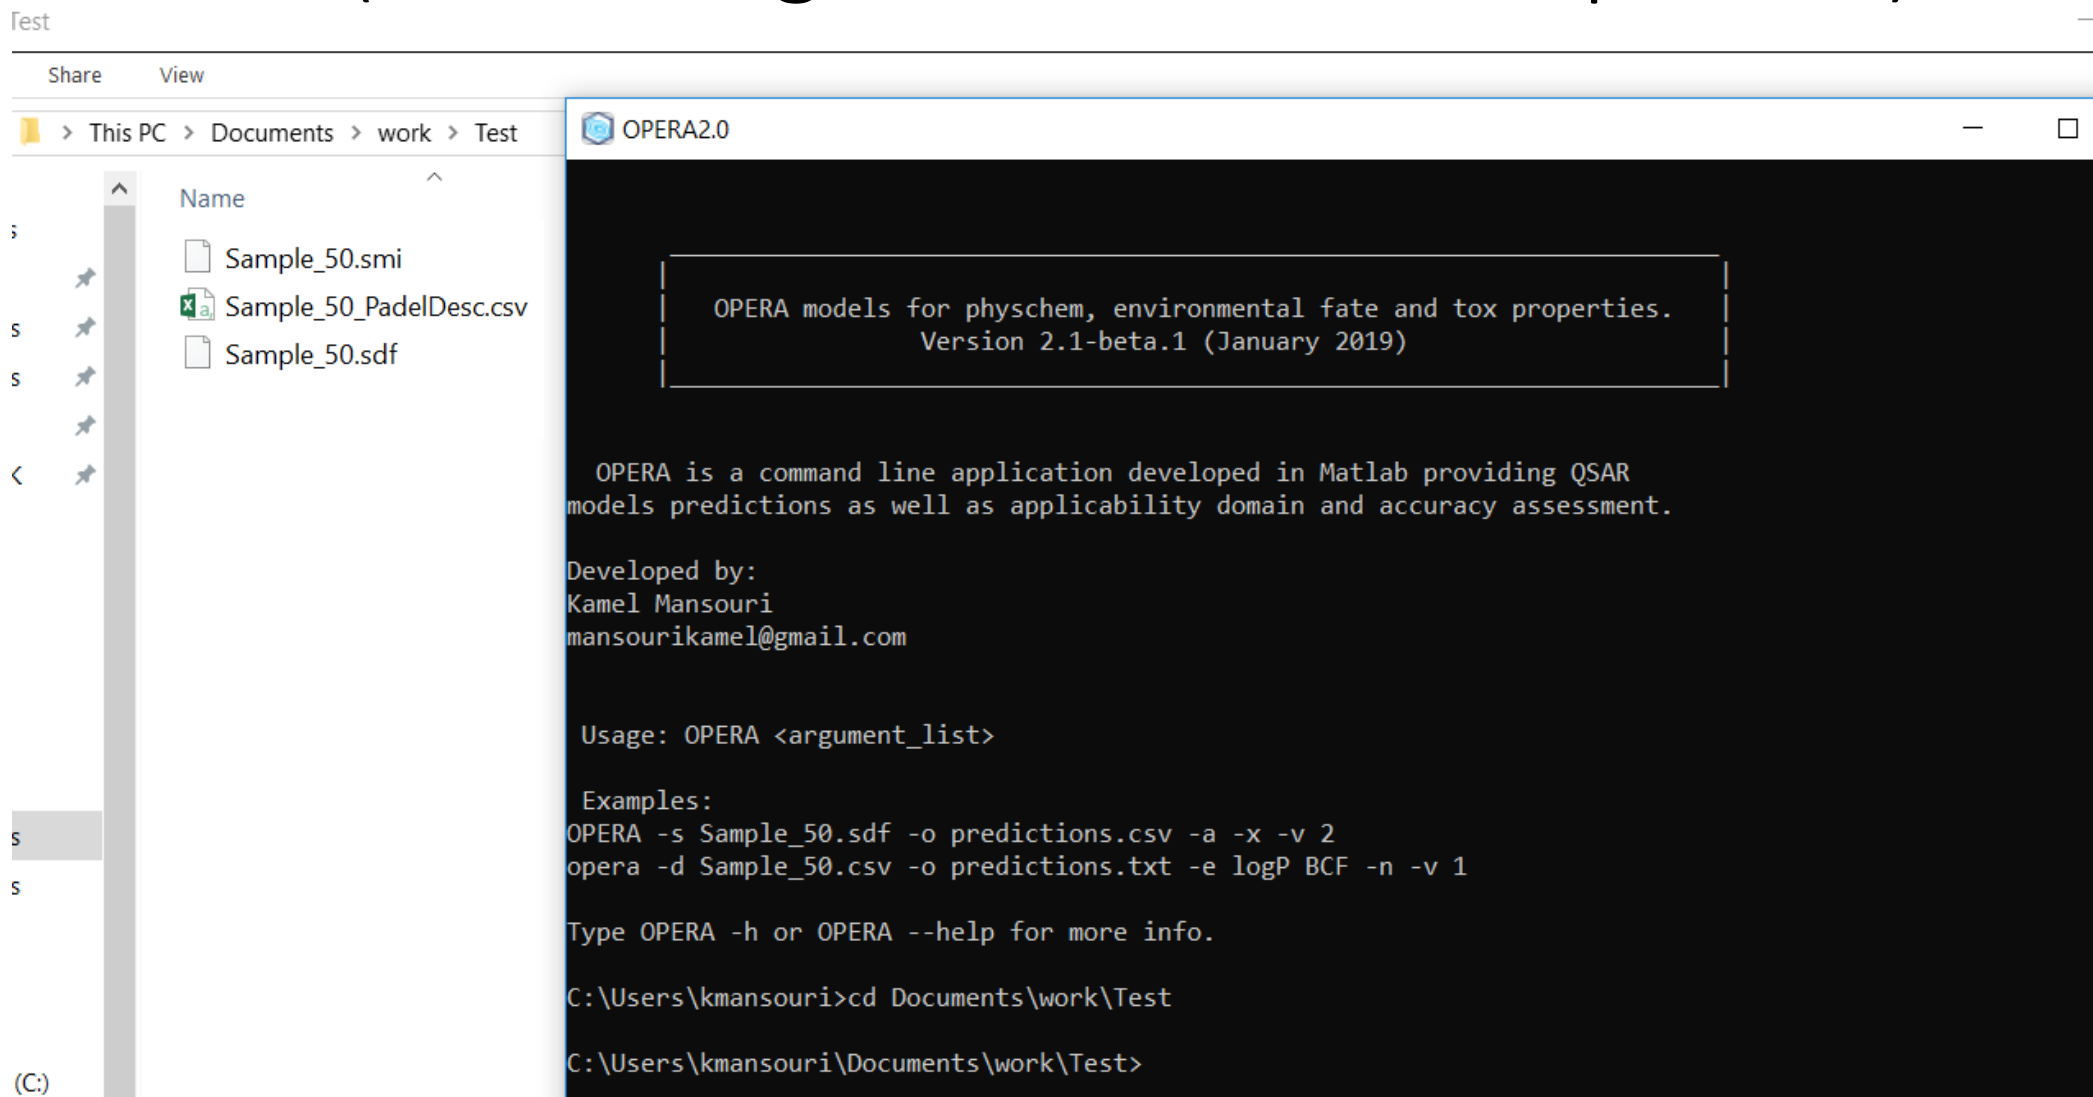 Test
Share View
> This PC > Documents > work > Test
Name
Sample_50.smi
Sample_50_PadelDesc.csv
Sample_50.sdf
(C:)
OPERA2.0
OPERA models for physchem, environmental fate and tox properties.
Version 2.1-beta.1 (January 2019)
OPERA is a command line application developed in Matlab providing QSAR
models predictions as well as applicability domain and accuracy assessment.
Developed by:
Kamel Mansouri
mansourikamel@gmail.com
Usage: OPERA <argument_list>
Examples:
OPERA -s Sample_50.sdf -o predictions.csv -a -x -v 2
opera -d Sample_50.csv -o predictions.txt -e logP BCF -n -v 1
Type OPERA -h or OPERA --help for more info.
C:\Users\kmansouri>cd Documents\work\Test
C:\Users\kmansouri\Documents\work\Test>